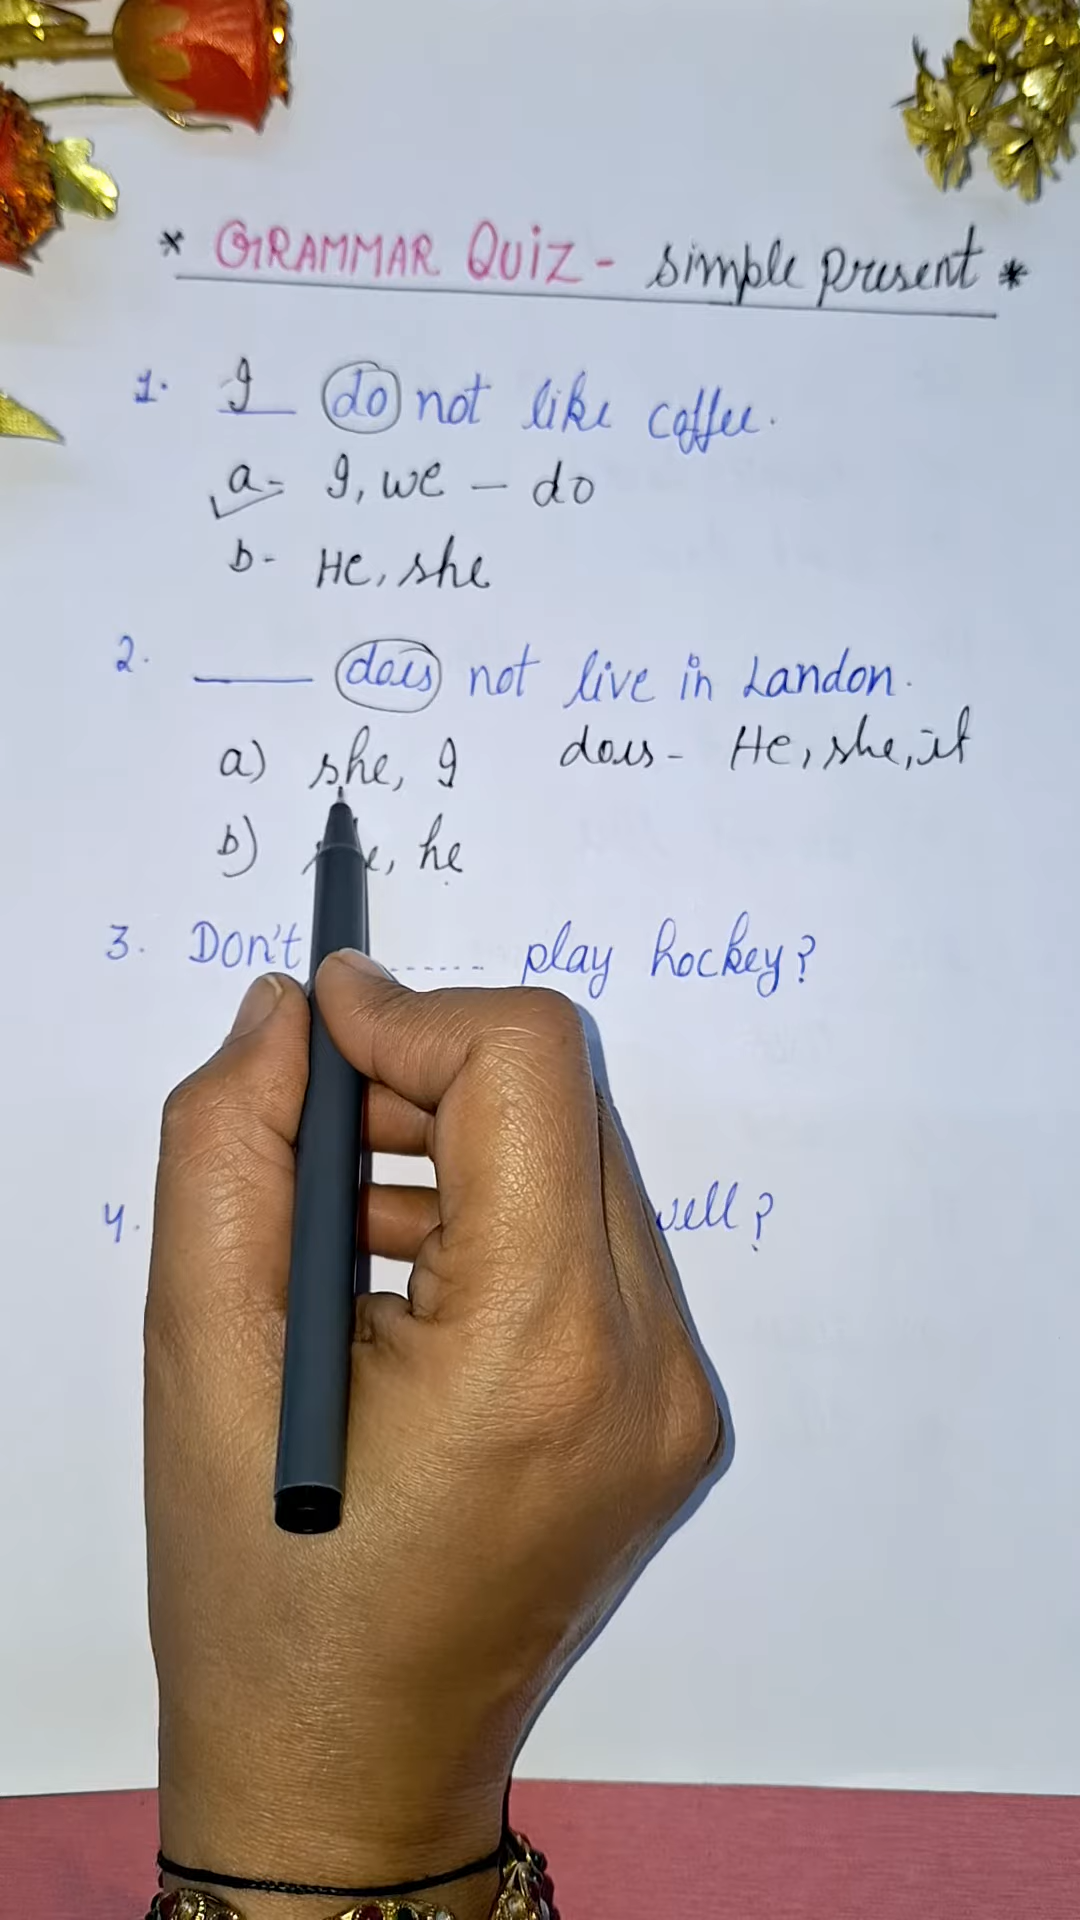 * GRAMMAR QUIZ - simple present *
1. I do not like coffee.
a- I, we - do
b- He, she
2. ____ does not live in Landon.
a) she, I does - He, she, it
b) he
3. Don't ...... play hockey?
4. well?